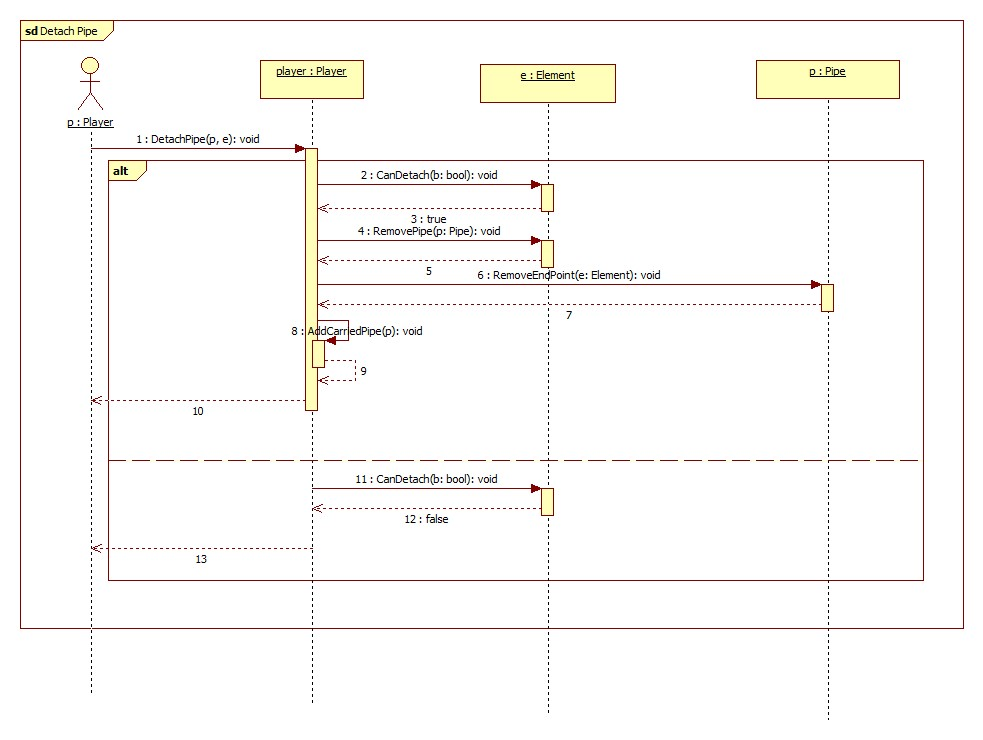 sd Detach Pipe
p : Player
player : Player
e : Element
p : Pipe
1 : DetachPipe(p, e): void
alt
2 : CanDetach(b: bool): void
3 : true
4 : RemovePipe(p: Pipe): void
5
6 : RemoveEndPoint(e: Element): void
7
8 : AddCarriedPipe(p): void
9
10
11 : CanDetach(b: bool): void
12 : false
13